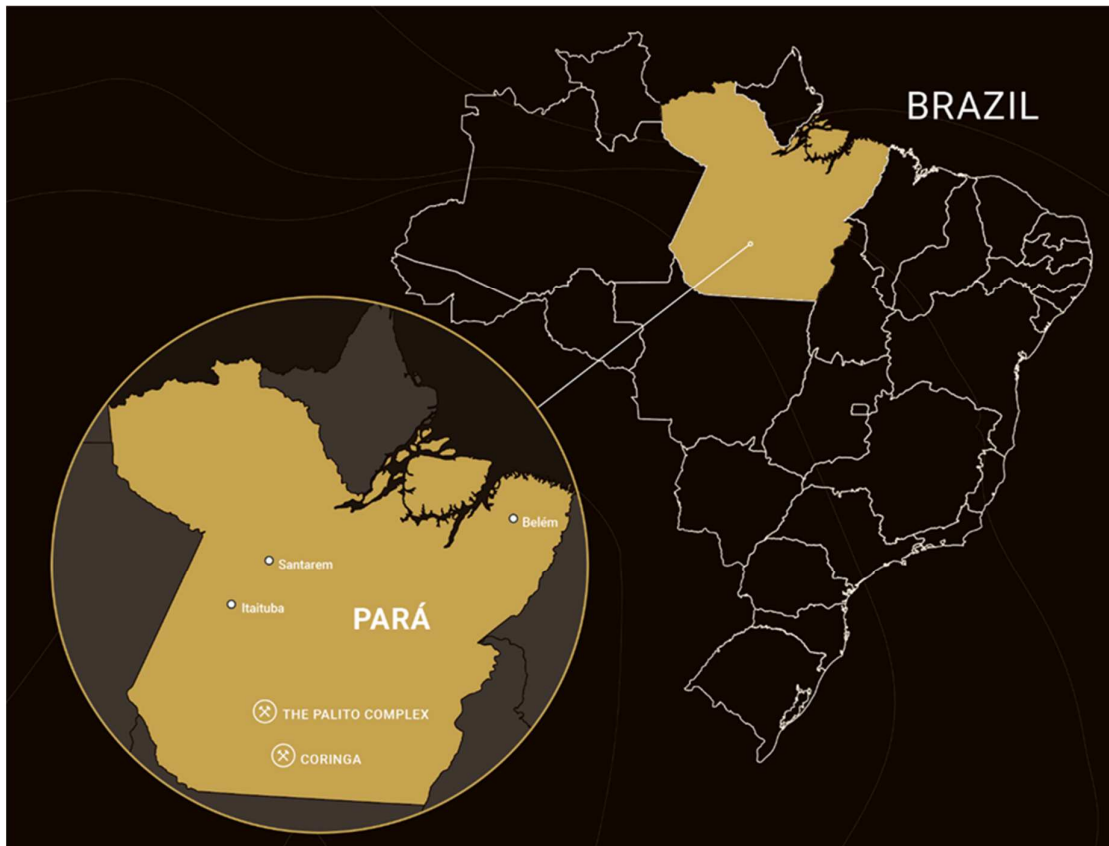 BRAZIL
Belém
Santarem
Itaituba
PARÁ
THE PALITO COMPLEX
CORINGA